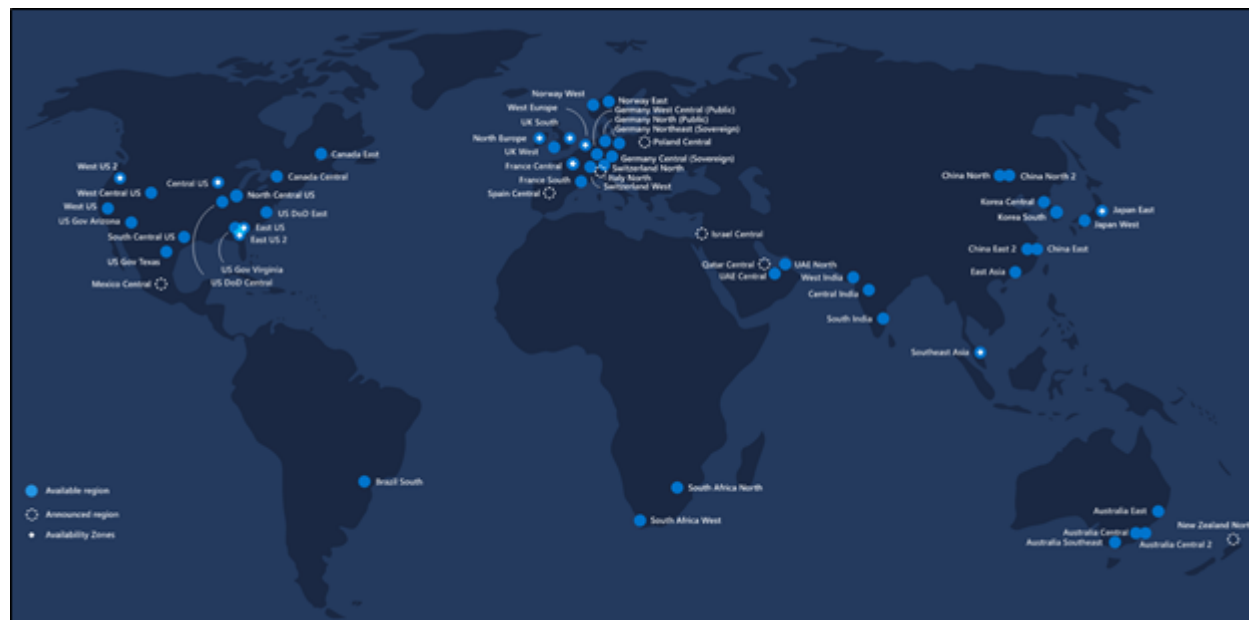 Norway West
Norway East
West Europe
Germany West Central (Public)
UK South
Germany North (Public)
Germany Northeast (Sovereign)
North Europe
Poland Central
UK West
Germany Central (Sovereign)
France Central
Switzerland North
Italy North
France South
Switzerland West
Spain Central
Canada East
West US 2
Canada Central
Central US
West Central US
North Central US
West US
US DoD East
US Gov Arizona
East US
South Central US
East US 2
US Gov Texas
US Gov Virginia
Mexico Central
US DoD Central
China North
China North 2
Korea Central
Japan East
Korea South
Japan West
Israel Central
China East 2
China East
Qatar Central
UAE North
UAE Central
West India
East Asia
Central India
South India
Southeast Asia
Brazil South
South Africa North
South Africa West
Available region
Announced region
Availability Zones
Australia East
New Zealand Nort
Australia Central
Australia Southeast
Australia Central 2